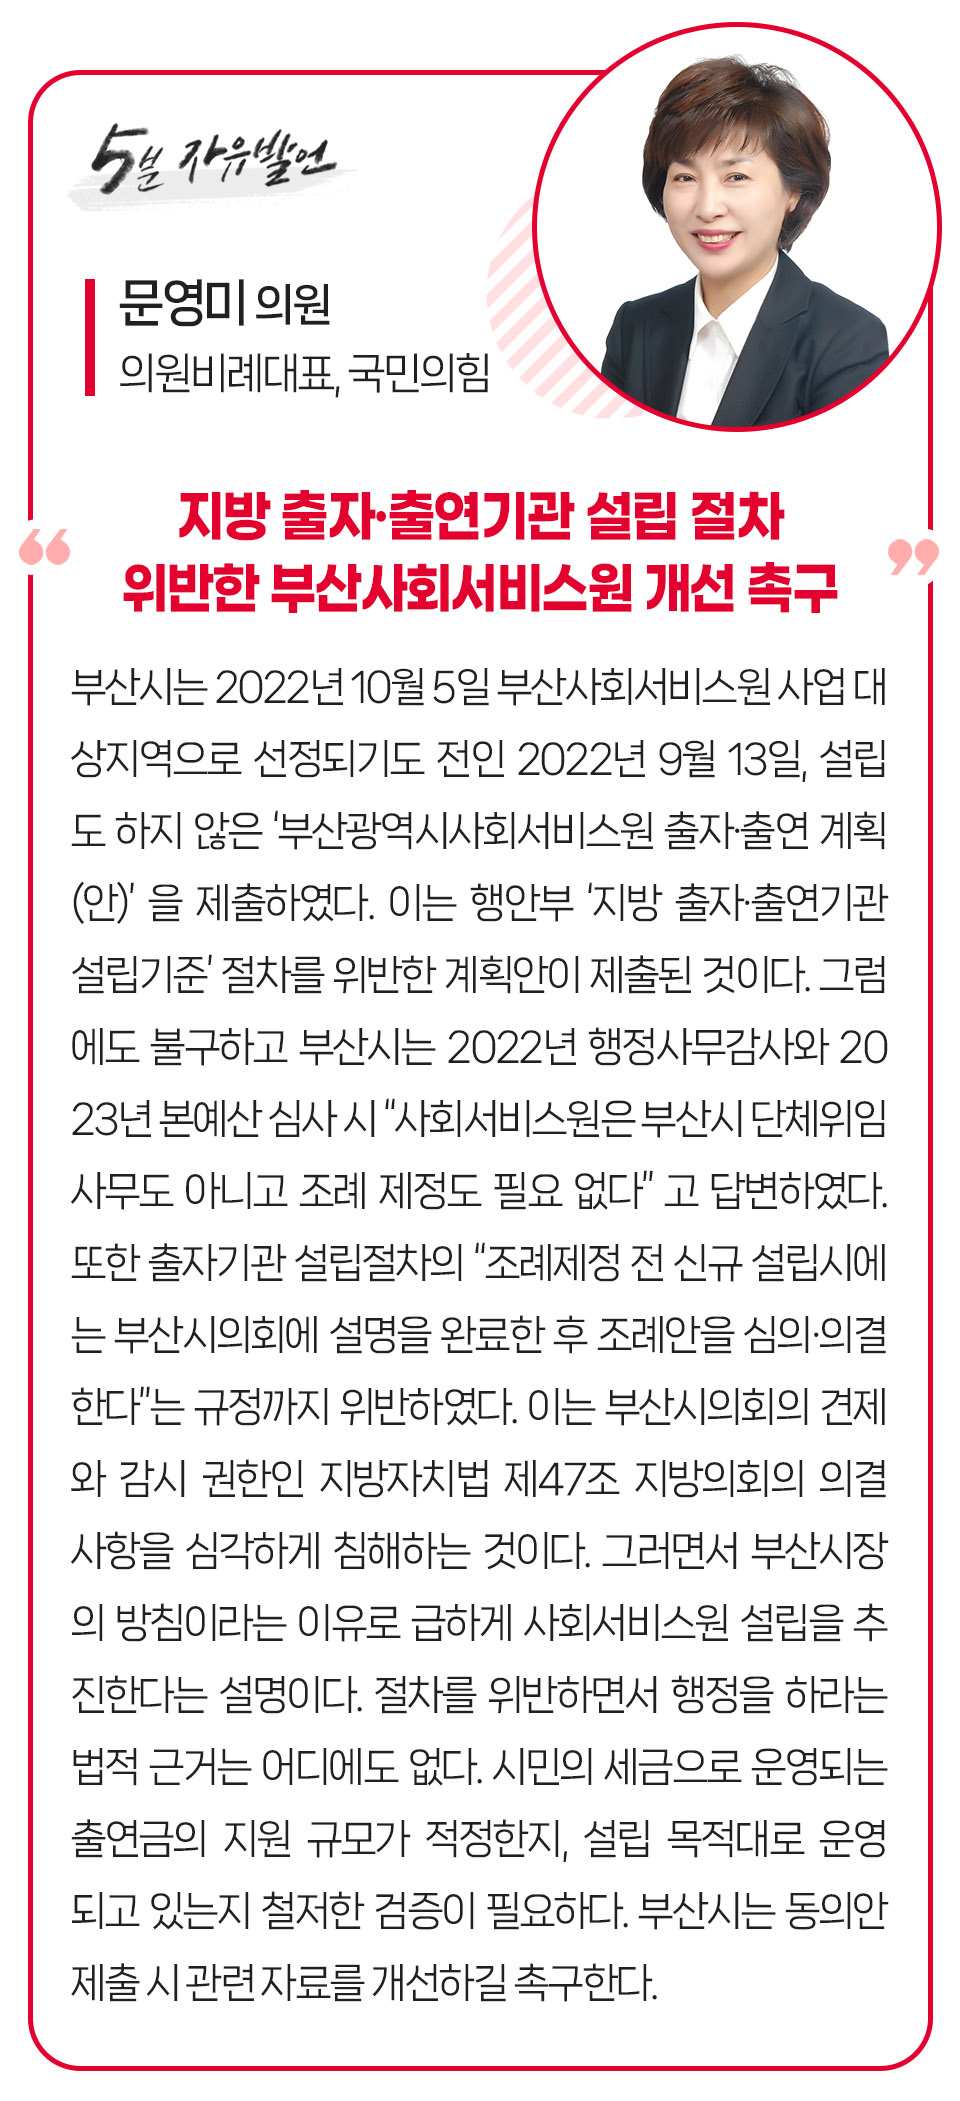 5분 자유발언
문영미 의원
의원비례대표, 국민의힘
지방 출자·출연기관 설립 절차
“ 위반한 부산사회서비스원 개선 촉구 ”
부산시는 2022년 10월 5일 부산사회서비스원 사업 대
상지역으로 선정되기도 전인 2022년 9월 13일, 설립
도 하지 않은 ‘부산광역시사회서비스원 출자·출연 계획
(안)’ 을 제출하였다. 이는 행안부 ‘지방 출자·출연기관
설립기준’ 절차를 위반한 계획안이 제출된 것이다. 그럼
에도 불구하고 부산시는 2022년 행정사무감사와 20
23년 본예산 심사 시 “사회서비스원은 부산시 단체위임
사무도 아니고 조례 제정도 필요 없다” 고 답변하였다.
또한 출자기관 설립절차의 “조례제정 전 신규 설립시에
는 부산시의회에 설명을 완료한 후 조례안을 심의·의결
한다”는 규정까지 위반하였다. 이는 부산시의회의 견제
와 감시 권한인 지방자치법 제47조 지방의회의 의결
사항을 심각하게 침해하는 것이다. 그러면서 부산시장
의 방침이라는 이유로 급하게 사회서비스원 설립을 추
진한다는 설명이다. 절차를 위반하면서 행정을 하라는
법적 근거는 어디에도 없다. 시민의 세금으로 운영되는
출연금의 지원 규모가 적정한지, 설립 목적대로 운영
되고 있는지 철저한 검증이 필요하다. 부산시는 동의안
제출 시 관련 자료를 개선하길 촉구한다.